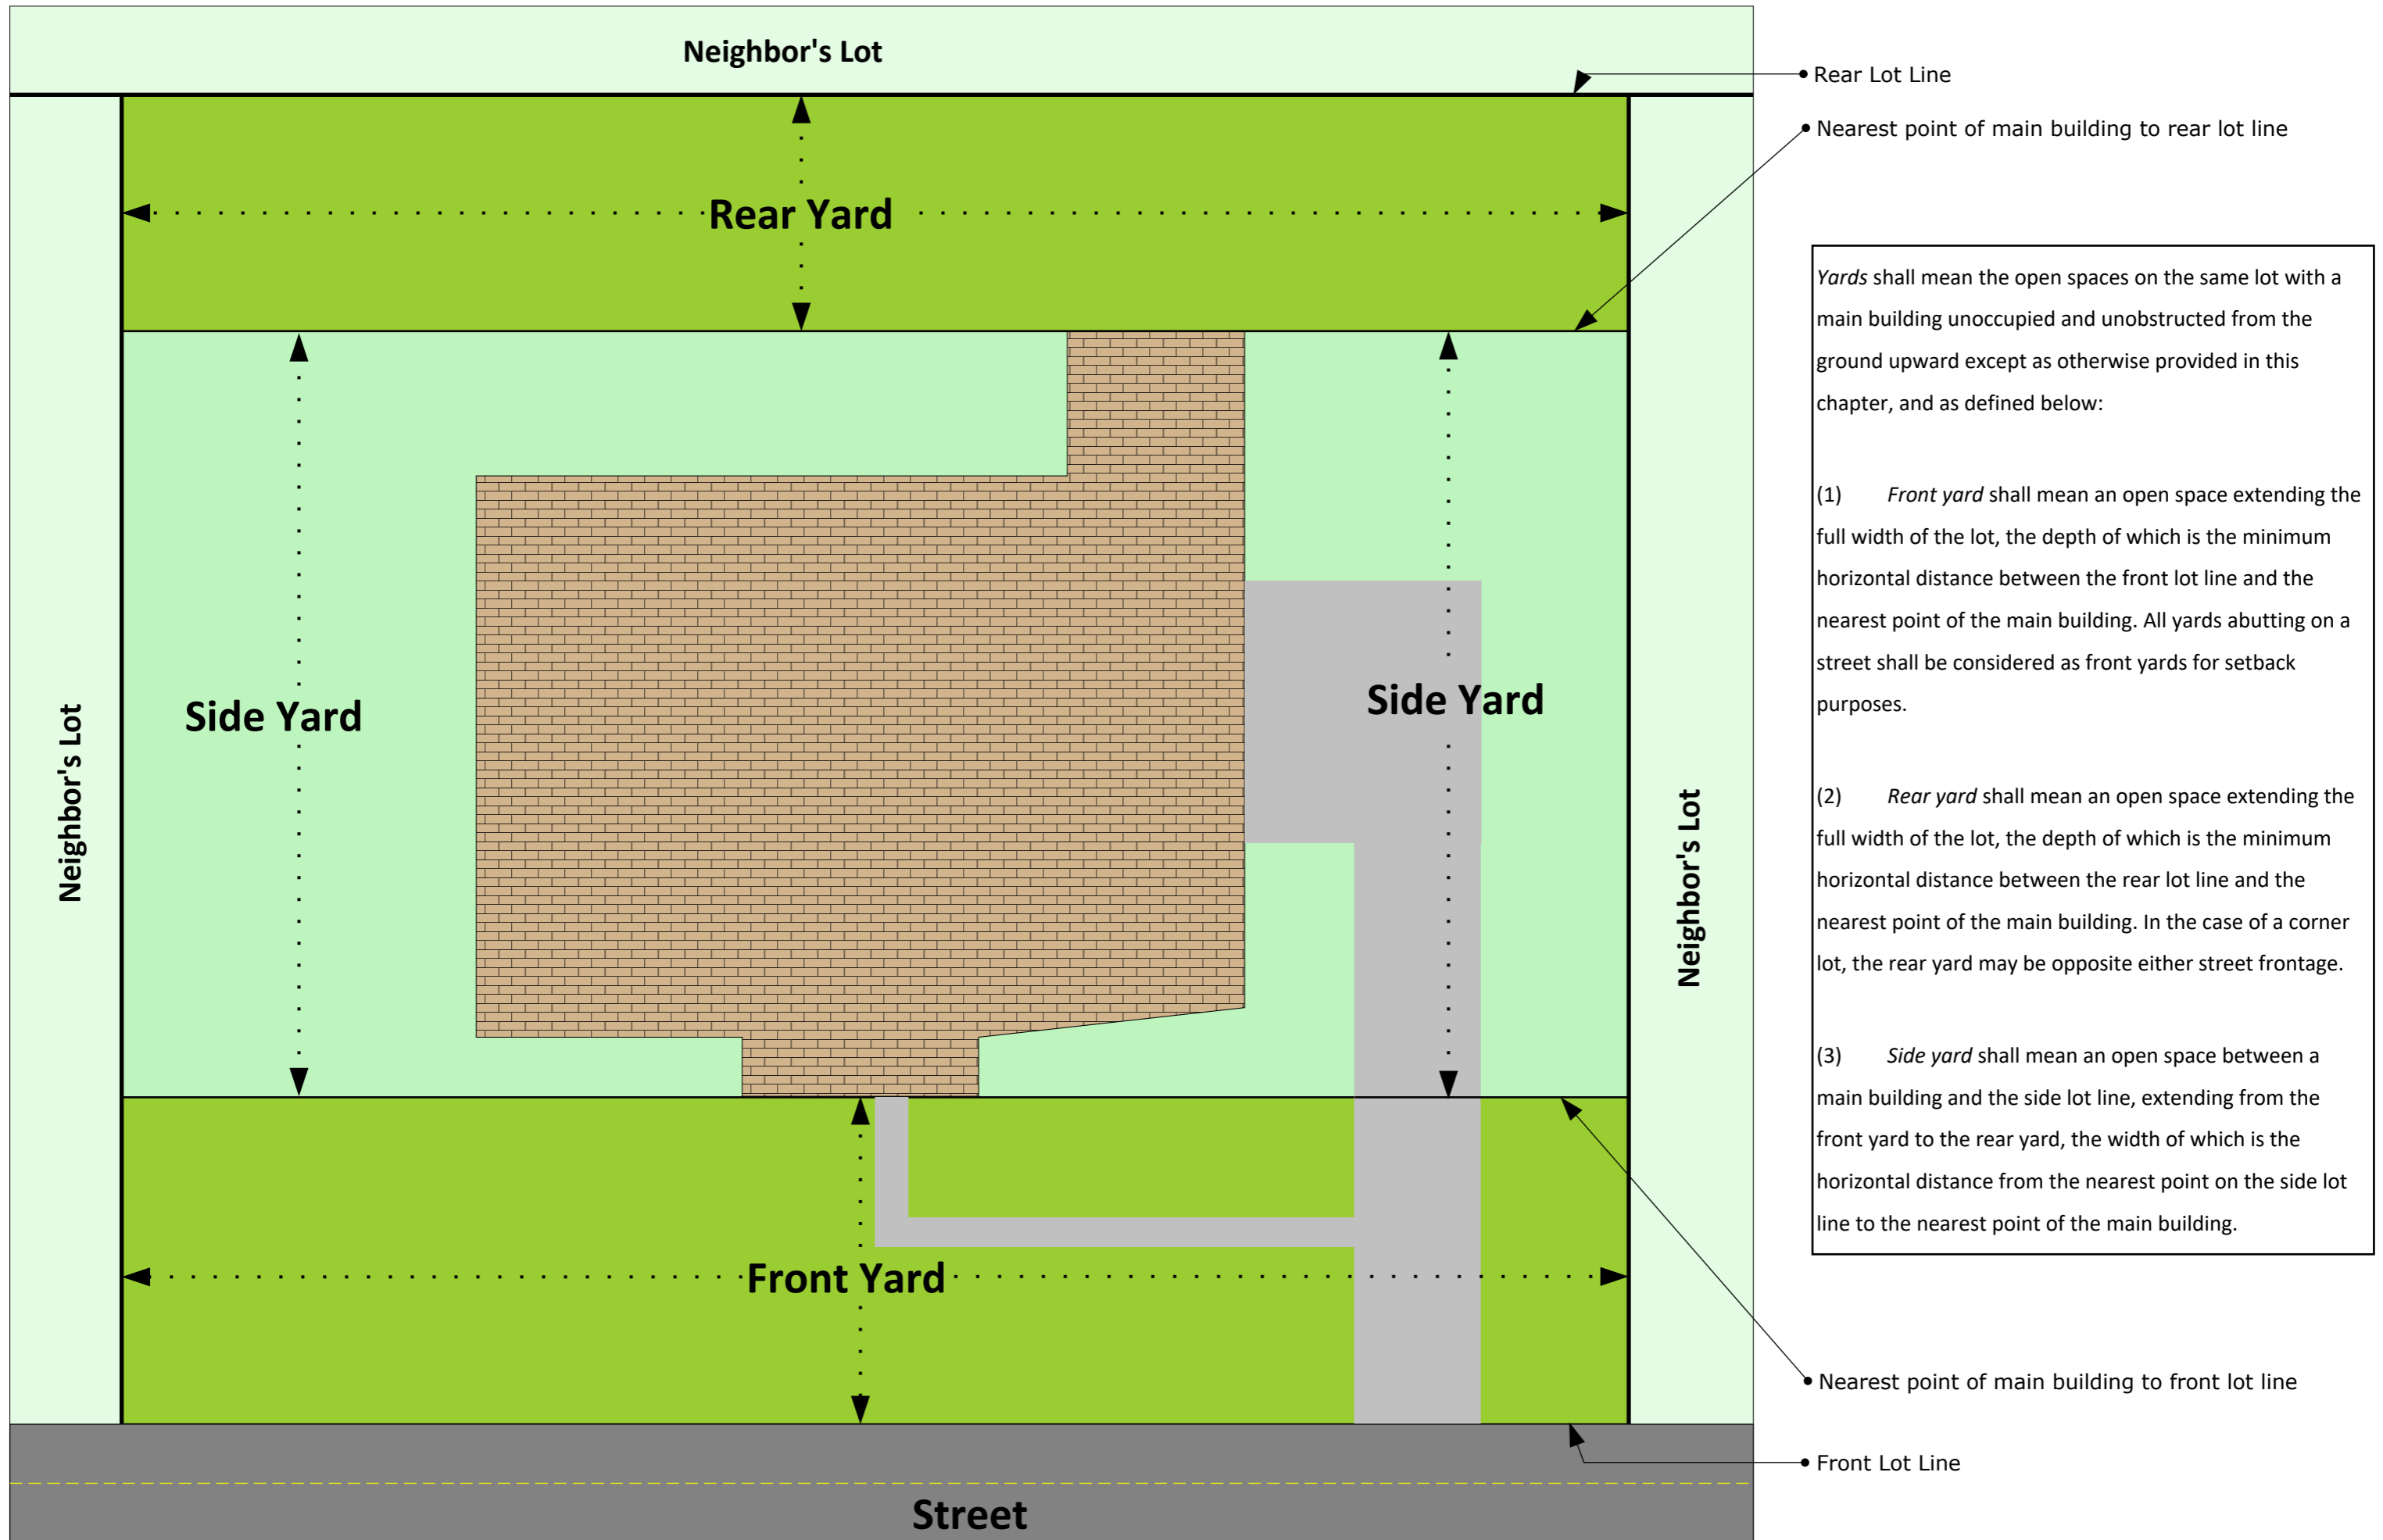 Neighbor's Lot
Rear Lot Line
Nearest point of main building to rear lot line
Rear Yard
Yards shall mean the open spaces on the same lot with a
main building unoccupied and unobstructed from the
ground upward except as otherwise provided in this
chapter, and as defined below:
(1) Front yard shall mean an open space extending the
full width of the lot, the depth of which is the minimum
horizontal distance between the front lot line and the
nearest point of the main building. All yards abutting on a
street shall be considered as front yards for setback
purposes.
(2) Rear yard shall mean an open space extending the
full width of the lot, the depth of which is the minimum
horizontal distance between the rear lot line and the
nearest point of the main building. In the case of a corner
lot, the rear yard may be opposite either street frontage.
(3) Side yard shall mean an open space between a
main building and the side lot line, extending from the
front yard to the rear yard, the width of which is the
horizontal distance from the nearest point on the side lot
line to the nearest point of the main building.
Neighbor's Lot
Side Yard
Side Yard
Neighbor's Lot
Front Yard
Nearest point of main building to front lot line
Front Lot Line
Street